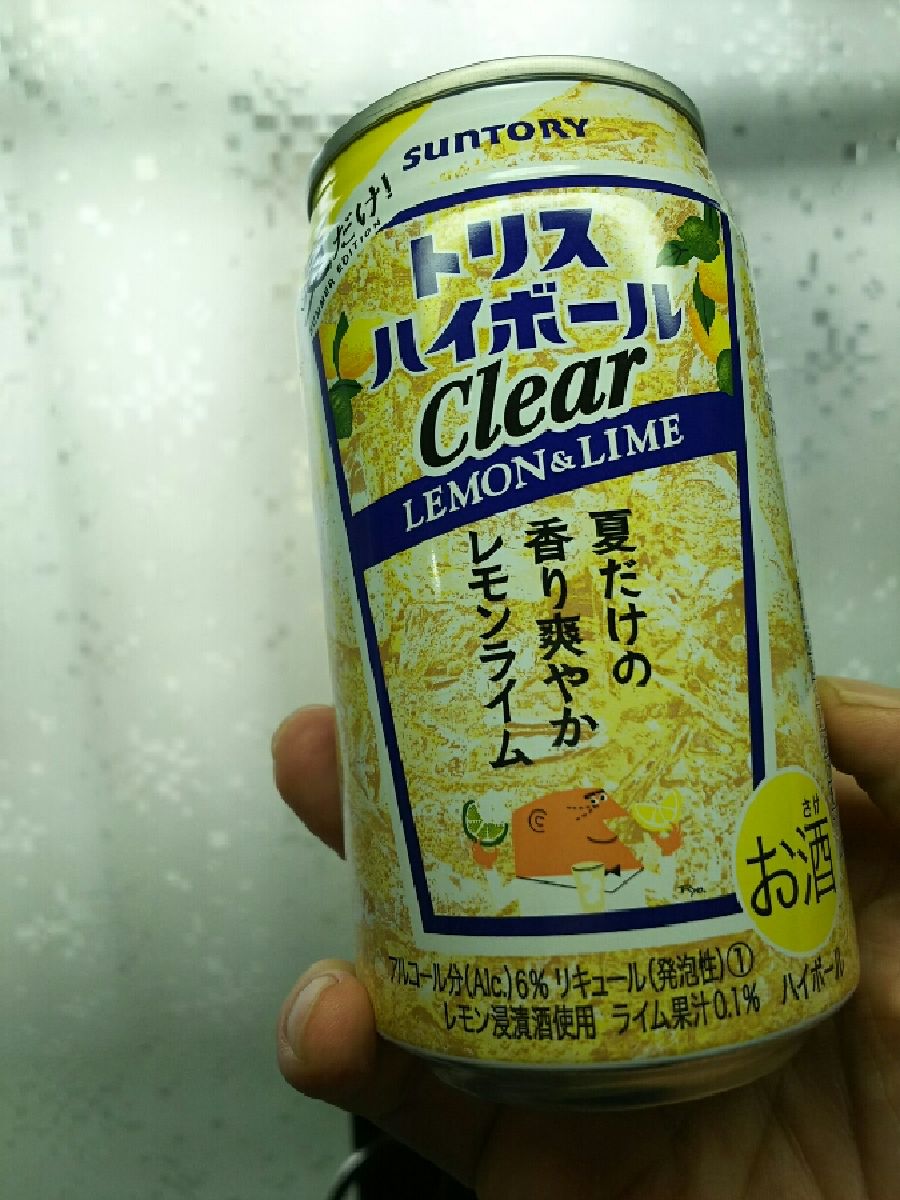 SUNTORY
だけ!
EDITION
トリス
ハイボール
Clear
LEMON&LIME
夏だけの
香り爽やか
レモンライム
さけ
お酒
アルコール分(Alc.)6% リキュール(発泡性)①
ハイボール
レモン浸漬酒使用 ライム果汁0.1%